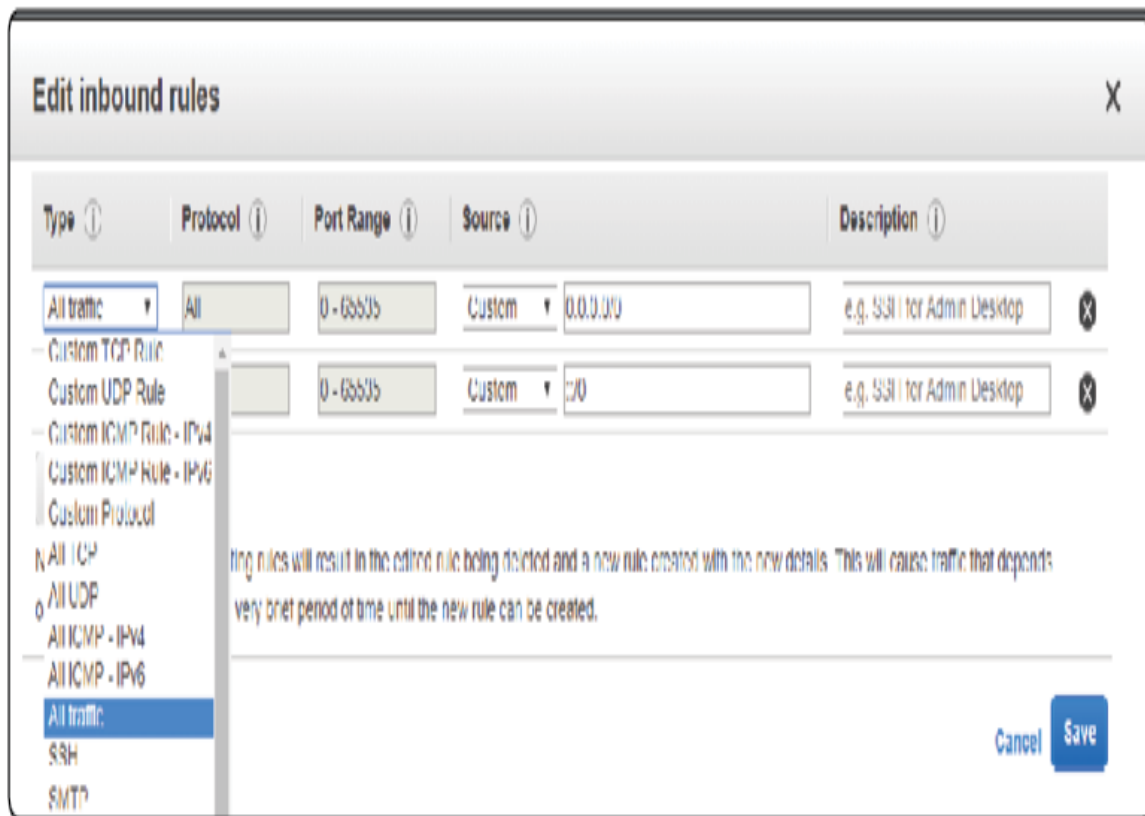 Edit inbound rules X
Type i Protocol i Port Range i Source i Description i
All traffic All 0 - 65535 Custom 0.0.0.0/0 e.g. SSH for Admin Desktop
Custom TCP Rule
Custom UDP Rule 0 - 65535 Custom ::/0 e.g. SSH for Admin Desktop
Custom ICMP Rule - IPv4
Custom ICMP Rule - IPv6
Custom Protocol
All TCP
ting rules will result in the edited rule being deleted and a new rule created with the new details. This will cause traffic that depends
All UDP
very brief period of time until the new rule can be created.
All ICMP - IPv4
All ICMP - IPv6
All traffic
SSH
Cancel Save
SMTP